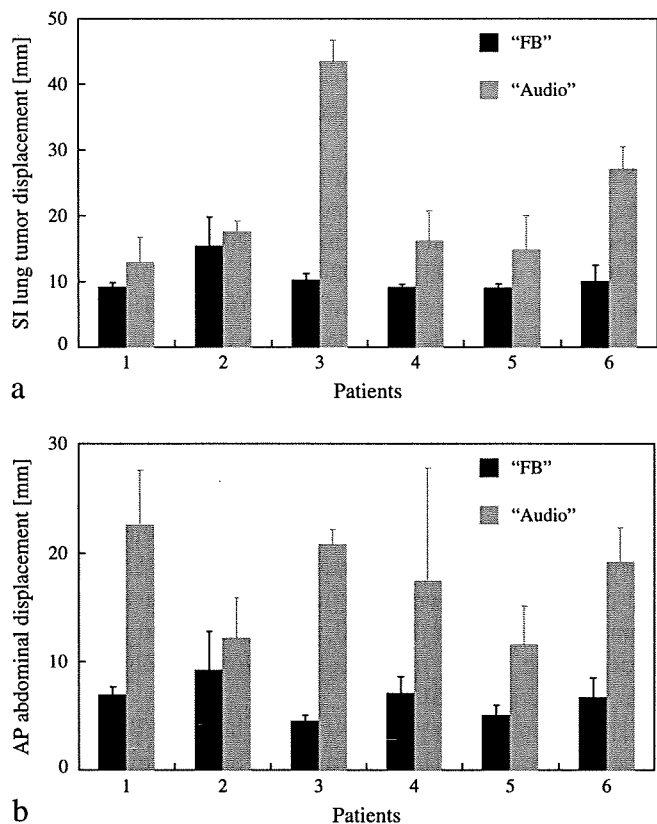 50
40
30
20
10
0
SI lung tumor displacement [mm]
“FB”
“Audio”
1 2 3 4 5 6
Patients
a
30
20
10
0
AP abdominal displacement [mm]
“FB”
“Audio”
1 2 3 4 5 6
Patients
b